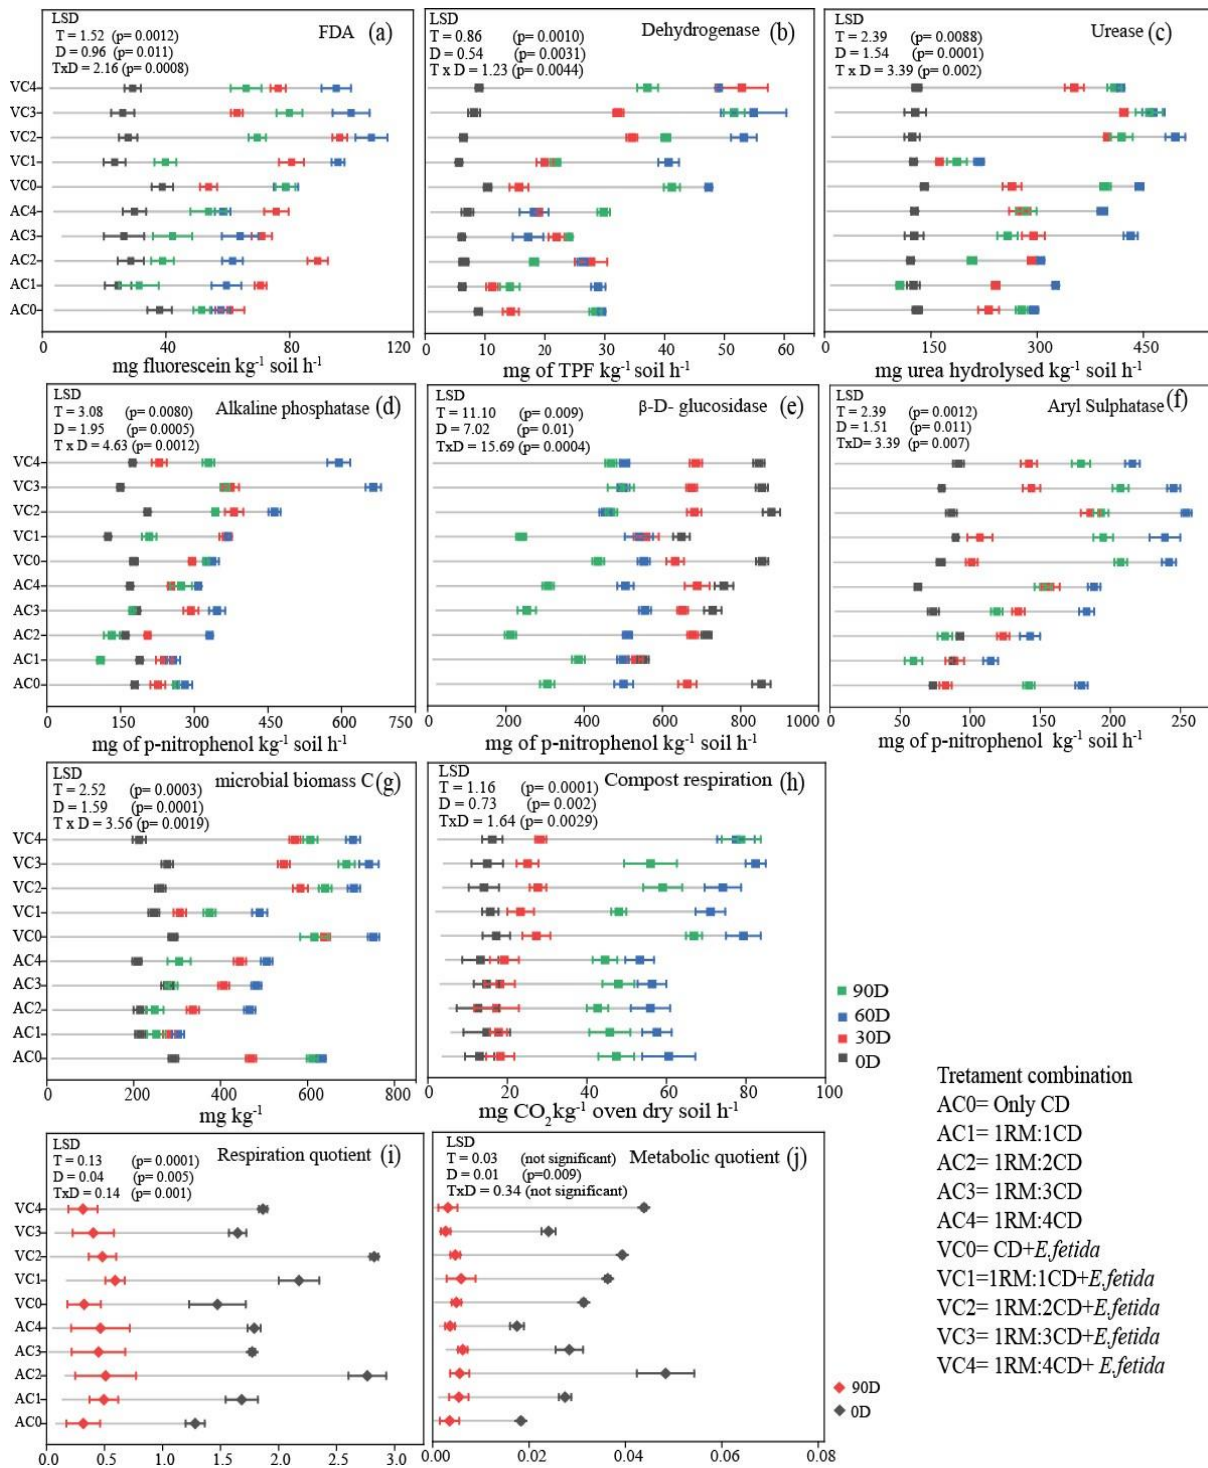 LSD
T = 1.52 (p= 0.0012)
D = 0.96 (p= 0.011)
TxD = 2.16 (p= 0.0008)
FDA (a)
VC4
VC3
VC2
VC1
VC0
AC4
AC3
AC2
AC1
AC0
0 40 80 120
mg fluorescein kg-1 soil h-1
LSD
T = 0.86 (p= 0.0010)
D = 0.54 (p= 0.0031)
T x D = 1.23 (p= 0.0044)
Dehydrogenase (b)
0 10 20 30 40 50 60
mg of TPF kg-1 soil h-1
LSD
T = 2.39 (p= 0.0088)
D = 1.54 (p= 0.0001)
T x D = 3.39 (p= 0.002)
Urease (c)
0 150 300 450
mg urea hydrolysed kg-1 soil h-1
LSD
T = 3.08 (p= 0.0080)
D = 1.95 (p= 0.0005)
T x D = 4.63 (p= 0.0012)
Alkaline phosphatase (d)
VC4
VC3
VC2
VC1
VC0
AC4
AC3
AC2
AC1
AC0
0 150 300 450 600 750
mg of p-nitrophenol kg-1 soil h-1
LSD
T = 11.10 (p= 0.009)
D = 7.02 (p= 0.01)
TxD = 15.69 (p= 0.0004)
β-D- glucosidase (e)
0 200 400 600 800 1000
mg of p-nitrophenol kg-1 soil h-1
LSD
T = 2.39 (p= 0.0012)
D = 1.51 (p= 0.011)
TxD= 3.39 (p= 0.007)
Aryl Sulphatase (f)
0 50 100 150 200 250
mg of p-nitrophenol kg-1 soil h-1
LSD
T = 2.52 (p= 0.0003)
D = 1.59 (p= 0.0001)
T x D = 3.56 (p= 0.0019)
microbial biomass C (g)
VC4
VC3
VC2
VC1
VC0
AC4
AC3
AC2
AC1
AC0
200 400 600 800
mg kg-1
LSD
T = 1.16 (p= 0.0001)
D = 0.73 (p= 0.002)
TxD = 1.64 (p= 0.0029)
Compost respiration (h)
0 20 40 60 80 100
mg CO2kg-1 oven dry soil h-1
90D
60D
30D
0D
LSD
T = 0.13 (p= 0.0001)
D = 0.04 (p= 0.005)
TxD = 0.14 (p= 0.001)
Respiration quotient (i)
VC4
VC3
VC2
VC1
VC0
AC4
AC3
AC2
AC1
AC0
0.0 0.5 1.0 1.5 2.0 2.5 3.0
LSD
T = 0.03 (not significant)
D = 0.01 (p=0.009)
TxD = 0.34 (not significant)
Metabolic quotient (j)
0.00 0.02 0.04 0.06 0.08
90D
0D
Tretament combination
AC0= Only CD
AC1= 1RM:1CD
AC2= 1RM:2CD
AC3= 1RM:3CD
AC4= 1RM:4CD
VC0= CD+E.fetida
VC1=1RM:1CD+E.fetida
VC2= 1RM:2CD+E.fetida
VC3= 1RM:3CD+E.fetida
VC4= 1RM:4CD+ E.fetida